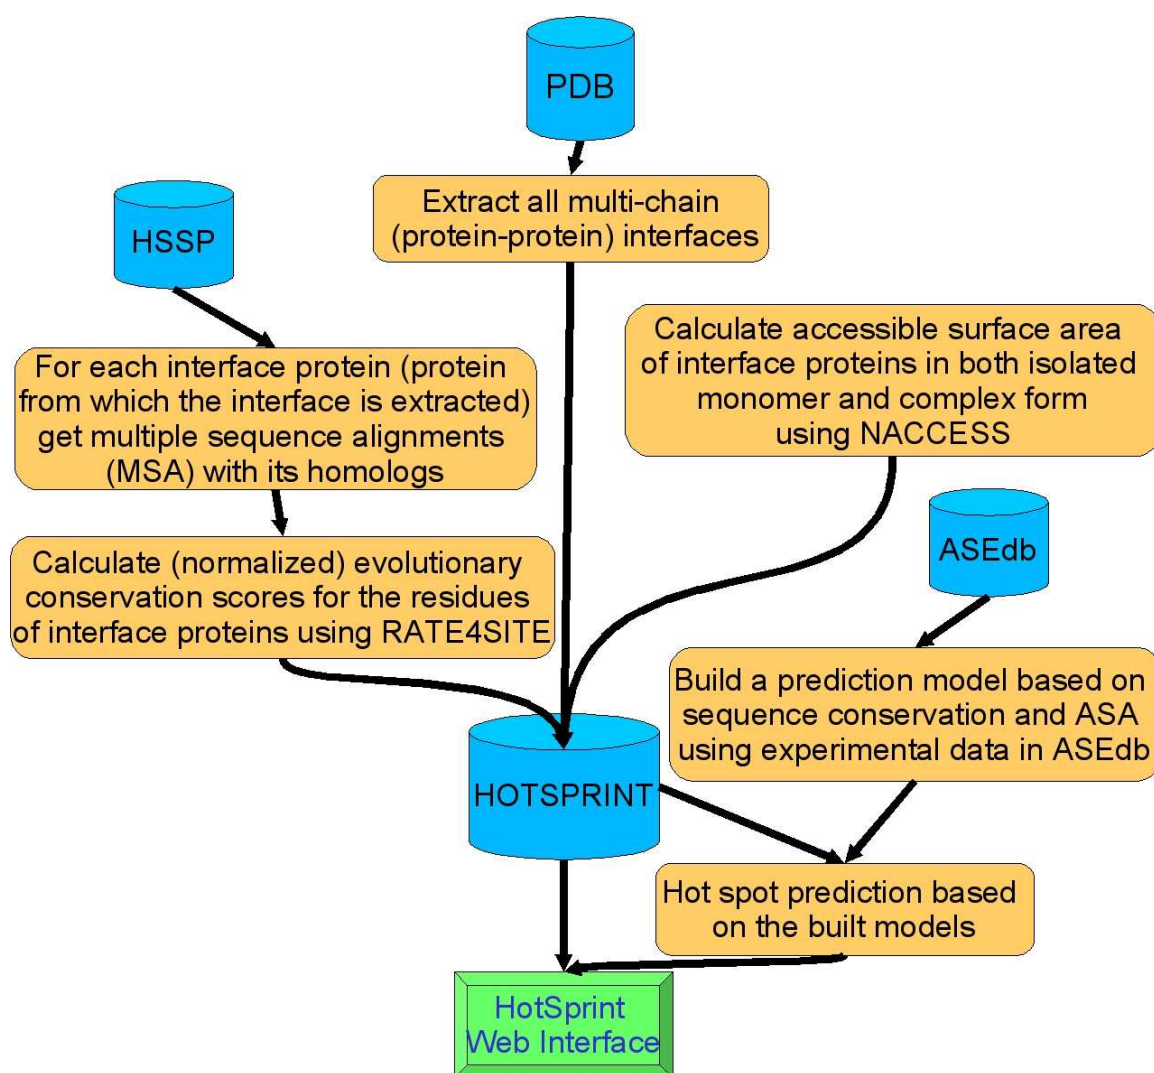 PDB
Extract all multi-chain
(protein-protein) interfaces
HSSP
For each interface protein (protein
from which the interface is extracted)
get multiple sequence alignments
(MSA) with its homologs
Calculate accessible surface area
of interface proteins in both isolated
monomer and complex form
using NACCESS
ASEdb
Calculate (normalized) evolutionary
conservation scores for the residues
of interface proteins using RATE4SITE
Build a prediction model based on
sequence conservation and ASA
using experimental data in ASEdb
HOTSPRINT
Hot spot prediction based
on the built models
HotSprint
Web Interface